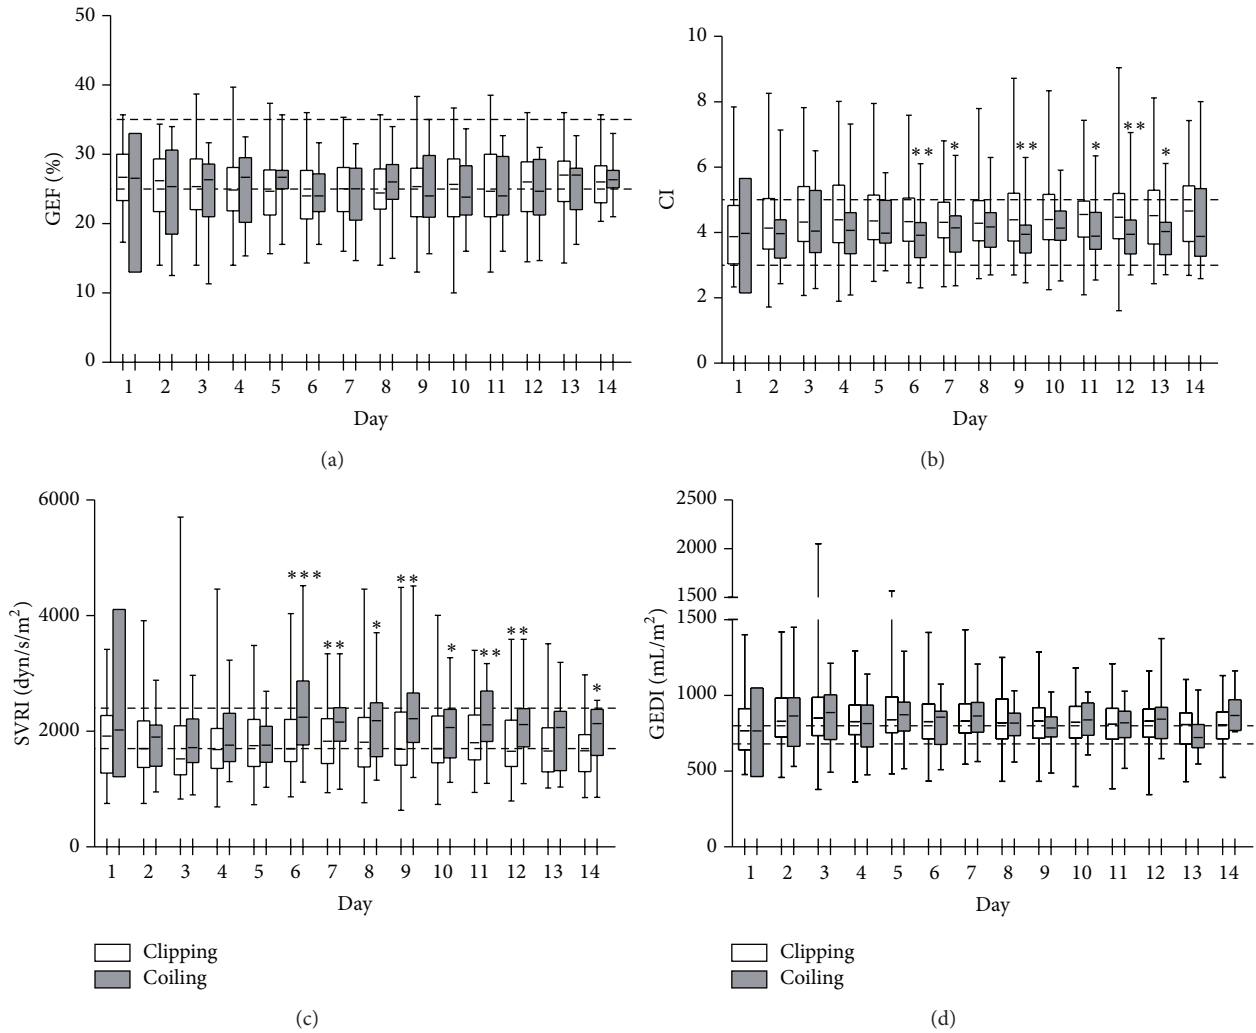 50
40
30
20
10
0
GEF (%)
1 2 3 4 5 6 7 8 9 10 11 12 13 14
Day
(a)
10
8
6
4
2
0
CI
** * ** * ** *
1 2 3 4 5 6 7 8 9 10 11 12 13 14
Day
(b)
6000
4000
2000
0
SVRI (dyn/s/m²)
*** ** * ** * ** ** *
1 2 3 4 5 6 7 8 9 10 11 12 13 14
Day
Clipping
Coiling
(c)
2500
2000
1500
1500
1000
500
0
GEDI (mL/m²)
1 2 3 4 5 6 7 8 9 10 11 12 13 14
Day
Clipping
Coiling
(d)